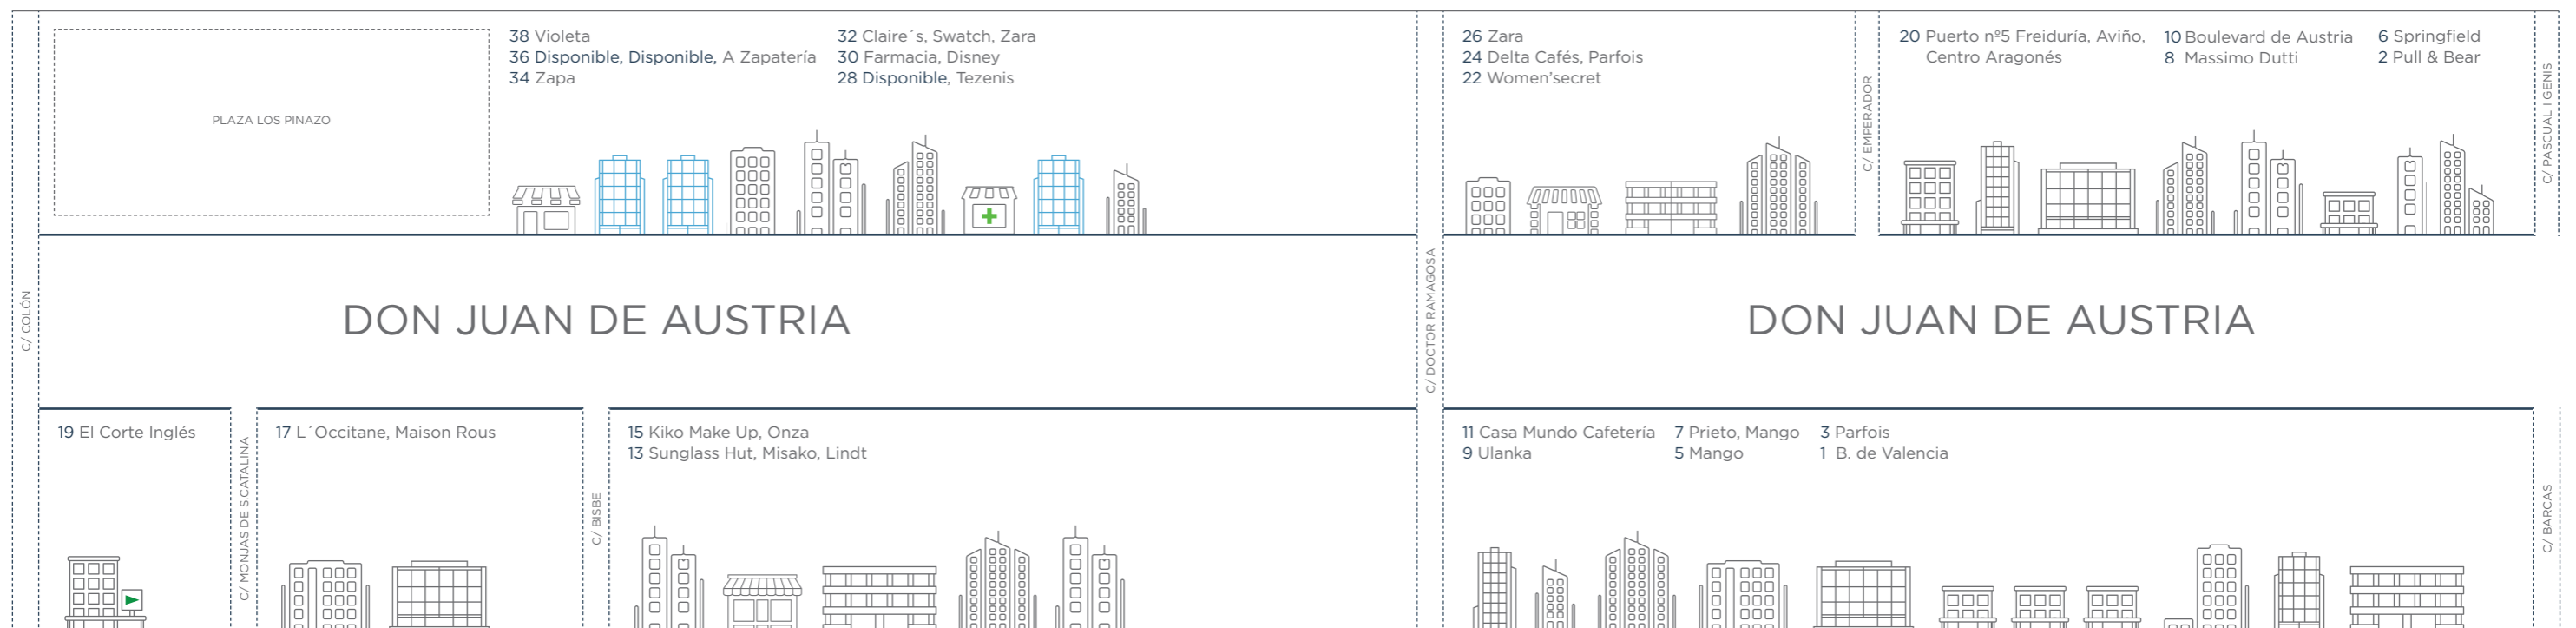 38 Violeta
36 Disponible, Disponible, A Zapatería
34 Zapa
32 Claire´s, Swatch, Zara
30 Farmacia, Disney
28 Disponible, Tezenis
26 Zara
24 Delta Cafés, Parfois
22 Women'secret
20 Puerto nº5 Freiduría, Aviño,
Centro Aragonés
10 Boulevard de Austria
8 Massimo Dutti
6 Springfield
2 Pull & Bear
PLAZA LOS PINAZO
C/ EMPERADOR
C/ PASCUAL I GENIS
C/ COLÓN
DON JUAN DE AUSTRIA
C/ DOCTOR RAMAGOSA
DON JUAN DE AUSTRIA
19 El Corte Inglés
C/ MONJAS DE S.CATALINA
17 L´Occitane, Maison Rous
C/ BISBE
15 Kiko Make Up, Onza
13 Sunglass Hut, Misako, Lindt
11 Casa Mundo Cafetería
9 Ulanka
7 Prieto, Mango
5 Mango
3 Parfois
1 B. de Valencia
C/ BARCAS